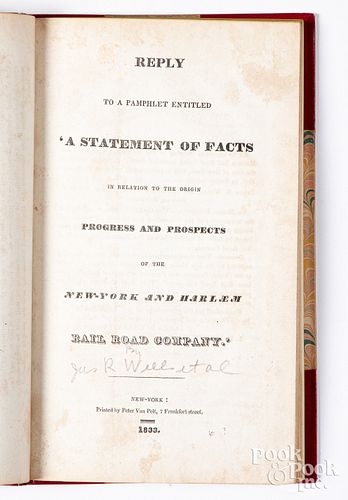 REPLY
TO A PAMPHLET ENTITLED
'A STATEMENT OF FACTS
IN RELATION TO THE ORIGIN
PROGRESS AND PROSPECTS
OF THE
NEW-YORK AND HARLÆM
RAIL ROAD COMPANY.'
By
Jas R Wells et al
NEW-YORK:
Printed by Peter Van Pelt, 7 Frankfort street.
1833.
Pook & Pook Inc.